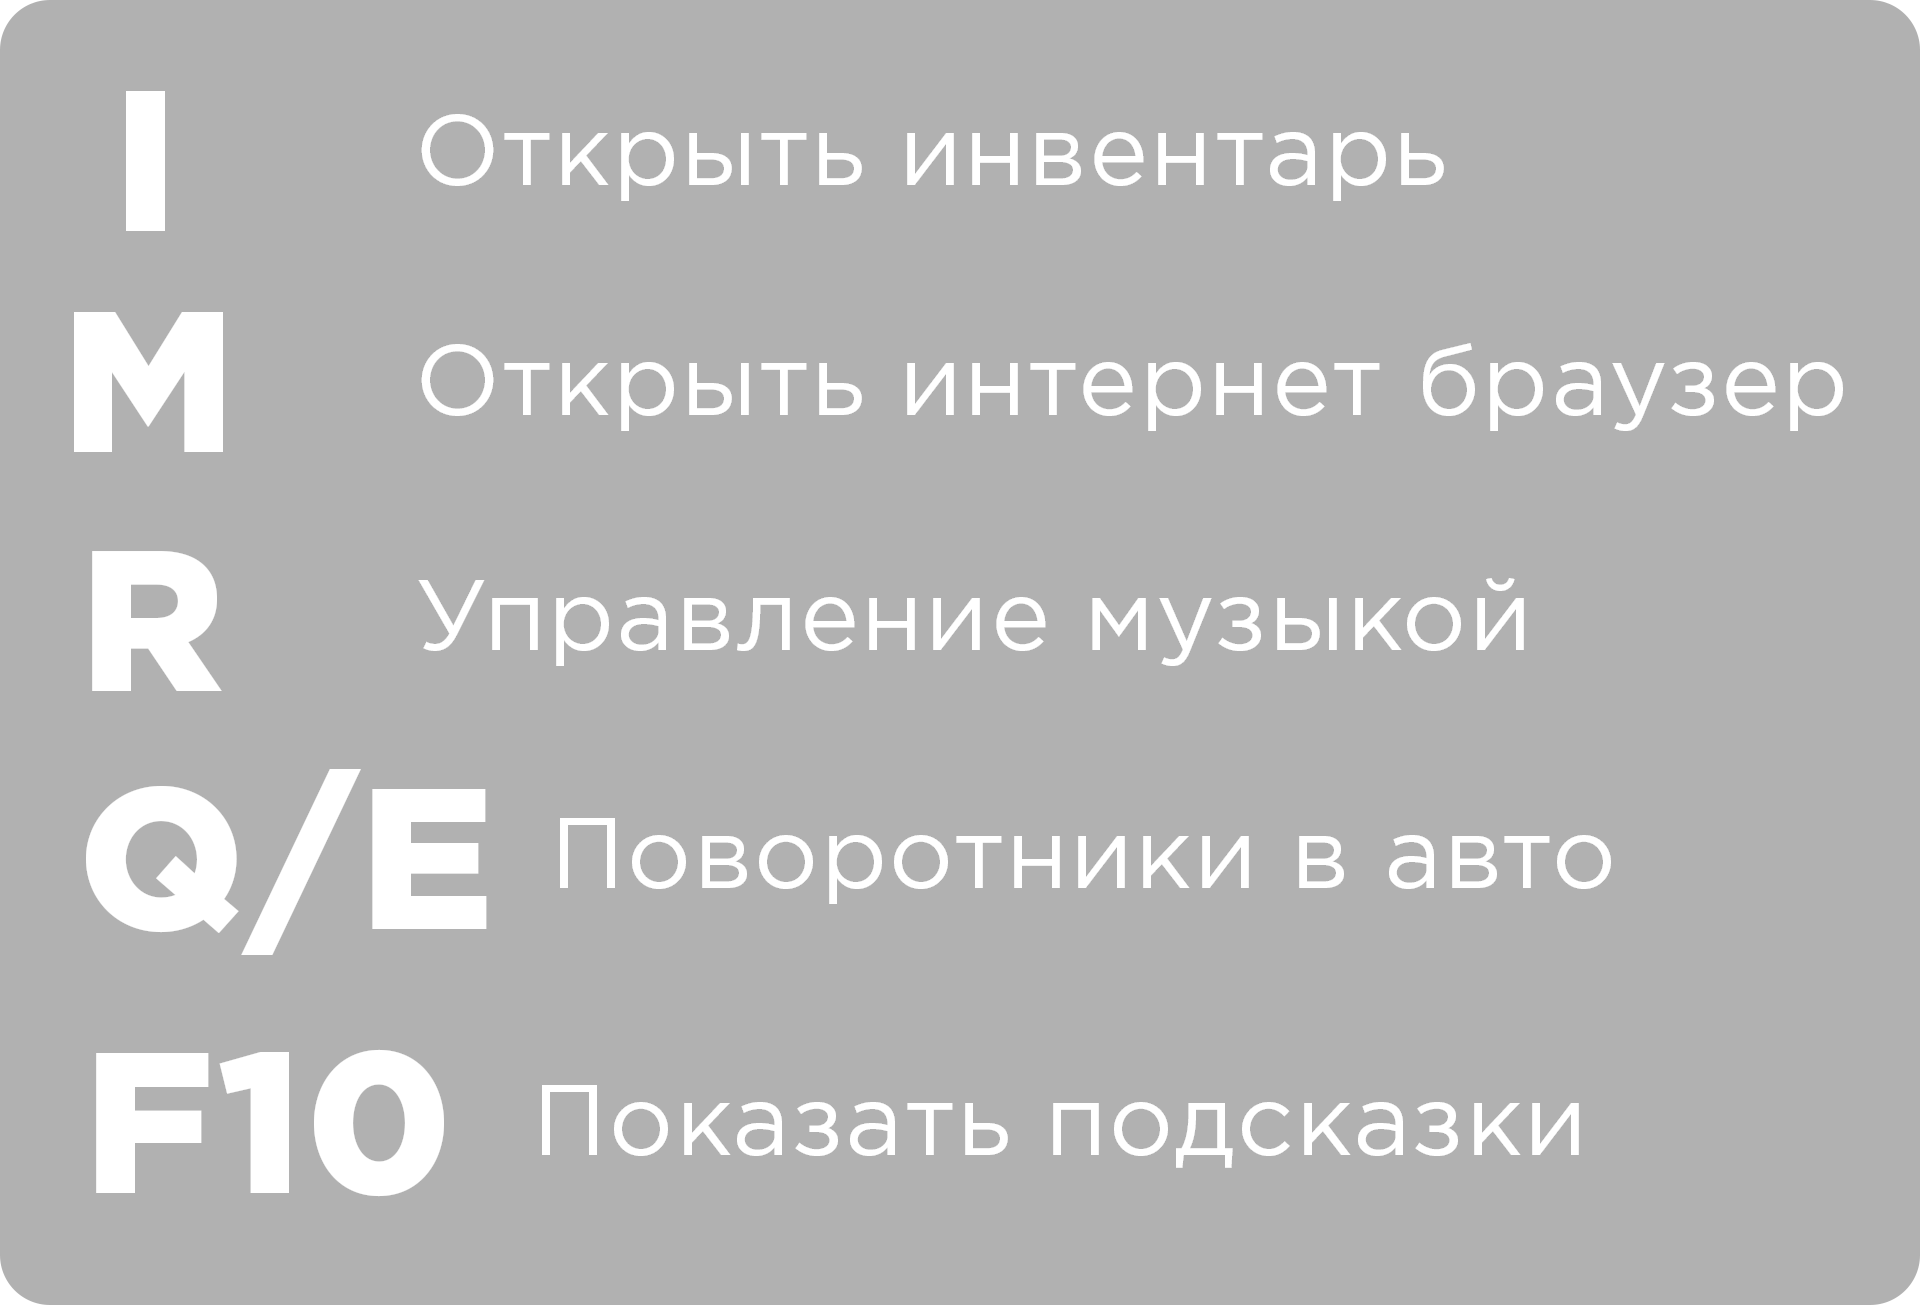 I Открыть инвентарь
M Открыть интернет браузер
R Управление музыкой
Q/E Поворотники в авто
F10 Показать подсказки